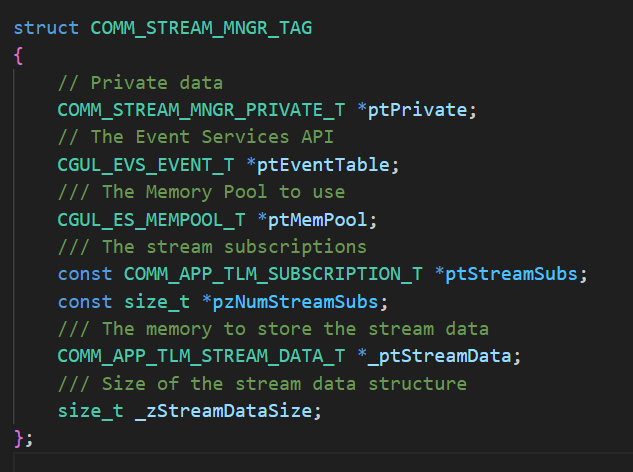 struct COMM_STREAM_MNGR_TAG
{
    // Private data
    COMM_STREAM_MNGR_PRIVATE_T *ptPrivate;
    // The Event Services API
    CGUL_EVS_EVENT_T *ptEventTable;
    /// The Memory Pool to use
    CGUL_ES_MEMPOOL_T *ptMemPool;
    /// The stream subscriptions
    const COMM_APP_TLM_SUBSCRIPTION_T *ptStreamSubs;
    const size_t *pzNumStreamSubs;
    /// The memory to store the stream data
    COMM_APP_TLM_STREAM_DATA_T *_ptStreamData;
    /// Size of the stream data structure
    size_t _zStreamDataSize;
};